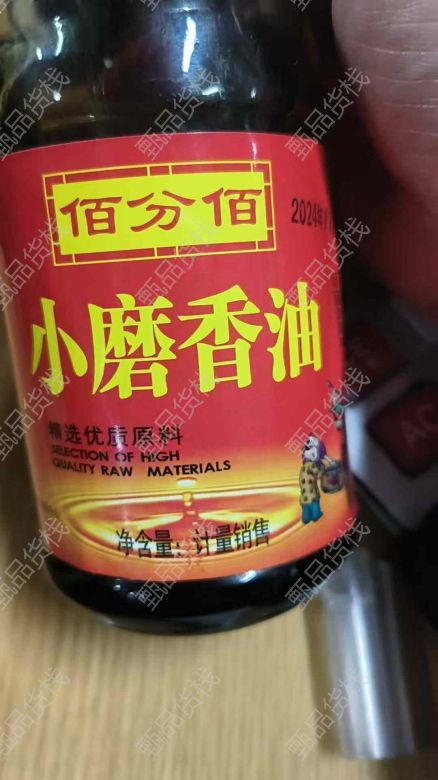 佰分佰
2024年
小磨香油
精选优质原料
SELECTION OF HIGH
QUALITY RAW MATERIALS
净含量：计量销售
AC
甄品货栈